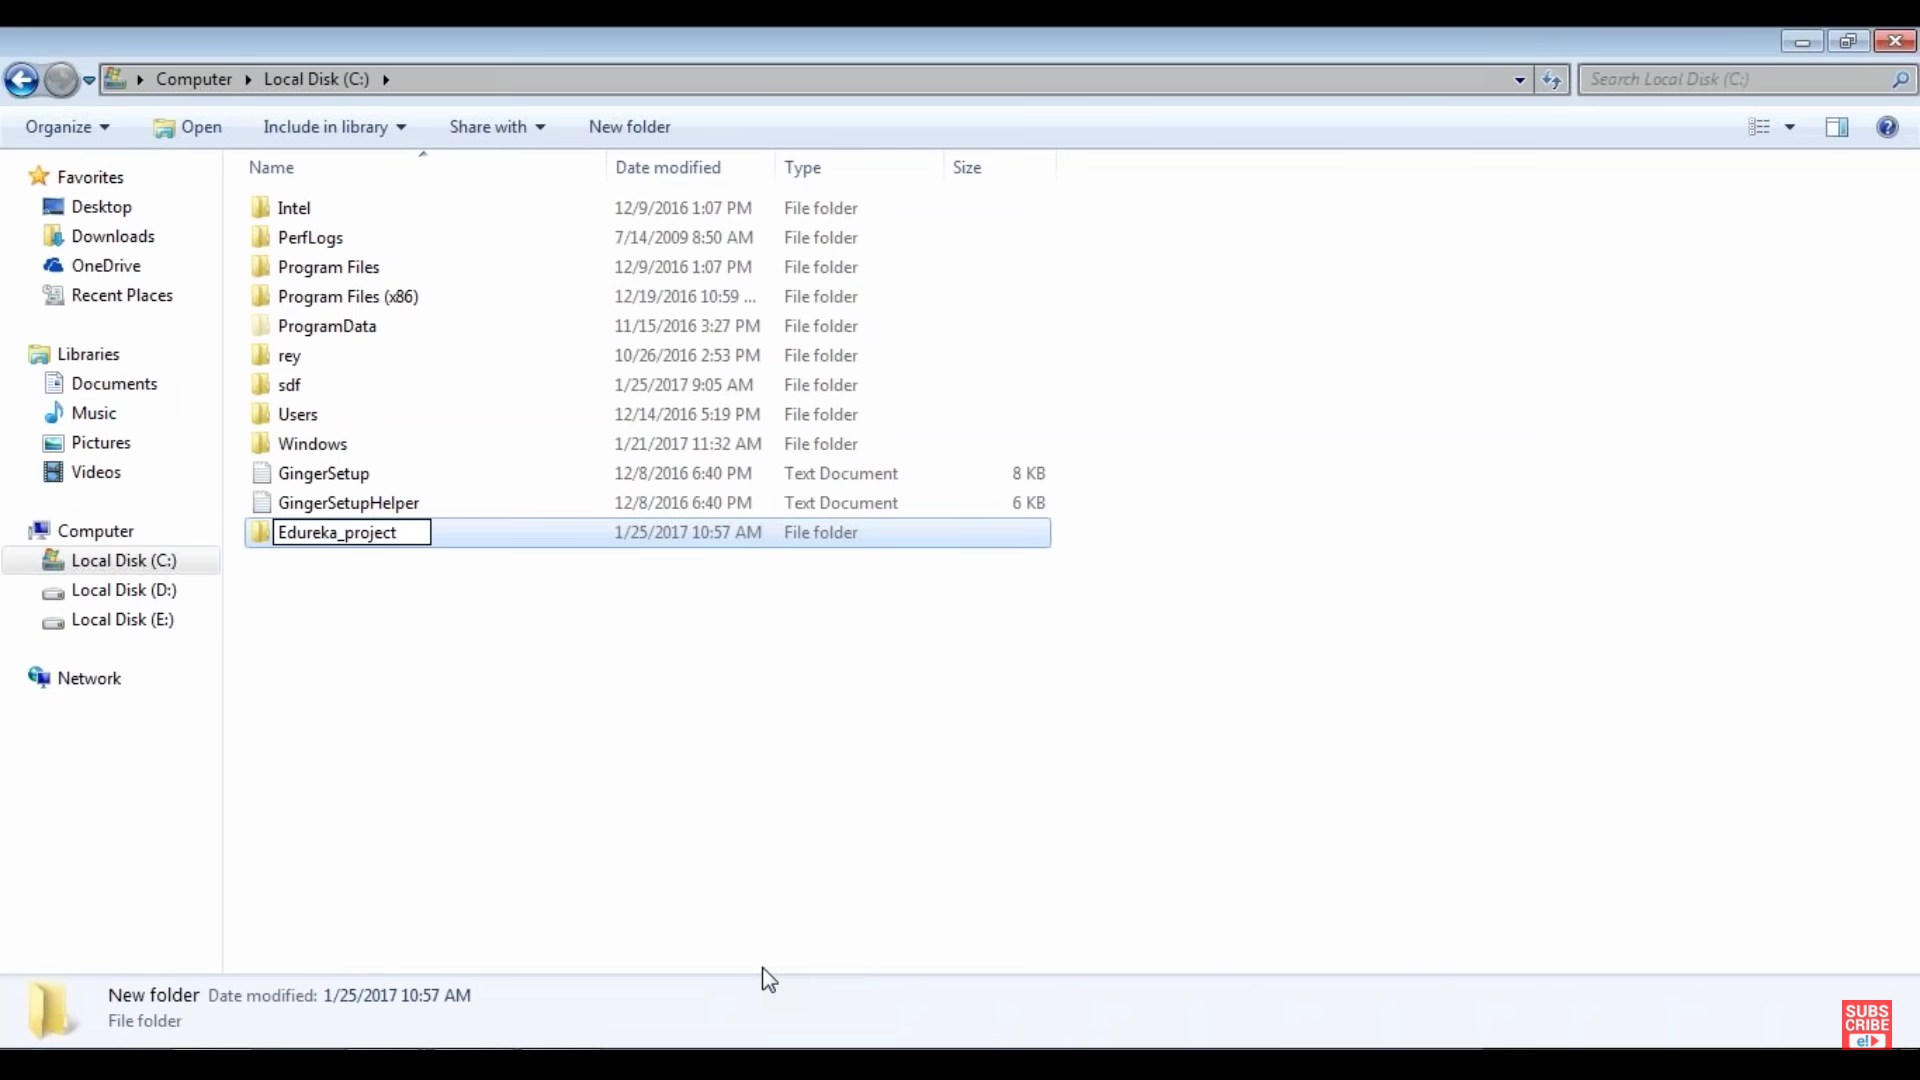 Computer Local Disk (C:)
Search Local Disk (C:)
Organize Open Include in library Share with New folder
Name Date modified Type Size
Favorites
Desktop
Downloads
OneDrive
Recent Places
Libraries
Documents
Music
Pictures
Videos
Computer
Local Disk (C:)
Local Disk (D:)
Local Disk (E:)
Network
Intel 12/9/2016 1:07 PM File folder
PerfLogs 7/14/2009 8:50 AM File folder
Program Files 12/9/2016 1:07 PM File folder
Program Files (x86) 12/19/2016 10:59 ... File folder
ProgramData 11/15/2016 3:27 PM File folder
rey 10/26/2016 2:53 PM File folder
sdf 1/25/2017 9:05 AM File folder
Users 12/14/2016 5:19 PM File folder
Windows 1/21/2017 11:32 AM File folder
GingerSetup 12/8/2016 6:40 PM Text Document 8 KB
GingerSetupHelper 12/8/2016 6:40 PM Text Document 6 KB
Edureka_project 1/25/2017 10:57 AM File folder
New folder Date modified: 1/25/2017 10:57 AM
File folder
SUBS
CRIBE
e!